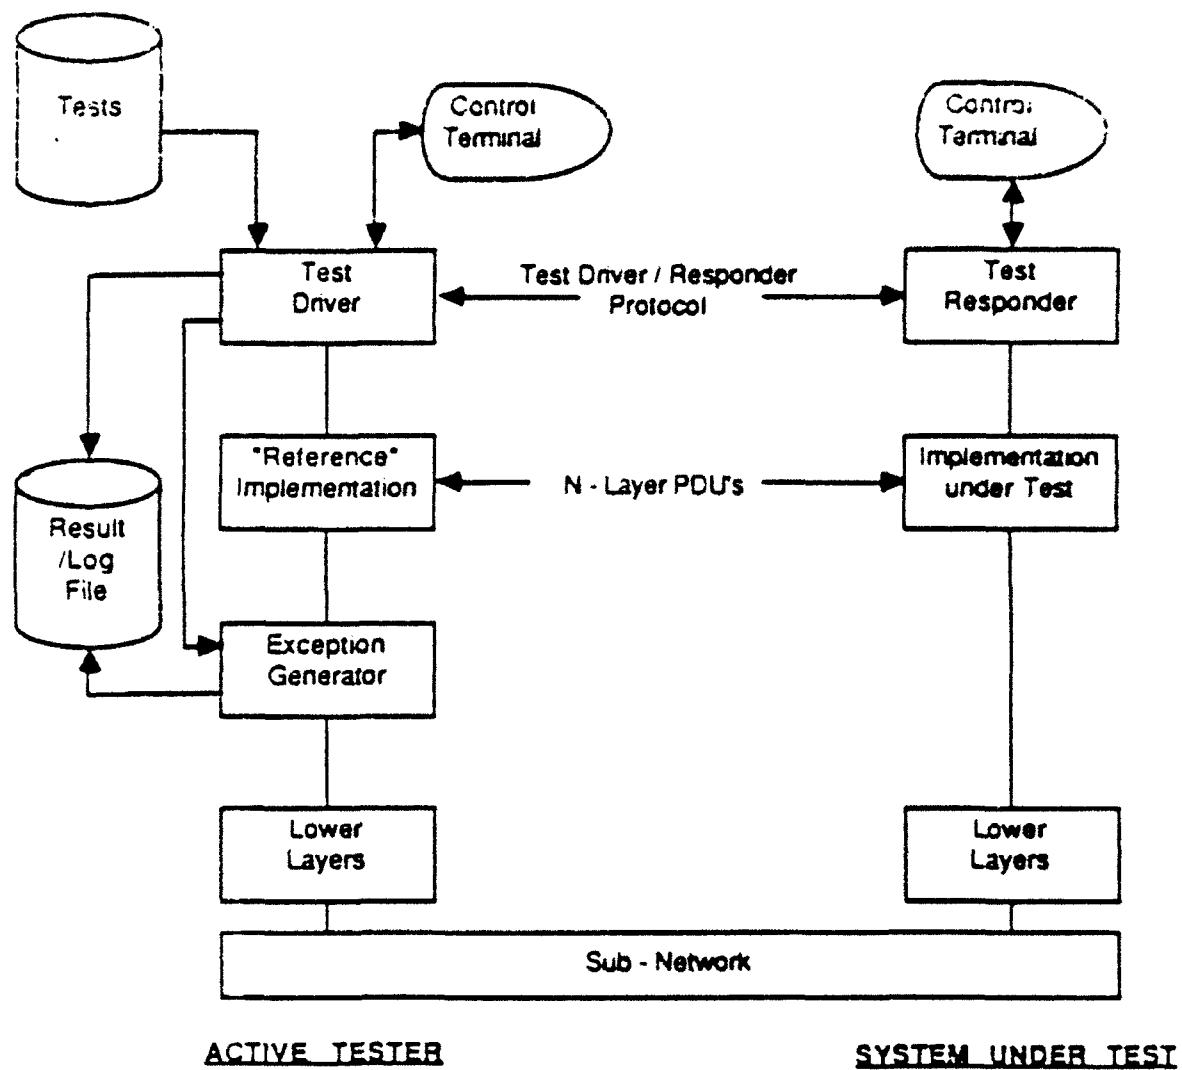 Tests
Control
Terminal
Control
Terminal
Test
Driver
Test Driver / Responder
Protocol
Test
Responder
"Reference"
Implementation
N - Layer PDU's
Implementation
under Test
Result
/Log
File
Exception
Generator
Lower
Layers
Lower
Layers
Sub - Network
ACTIVE TESTER
SYSTEM UNDER TEST